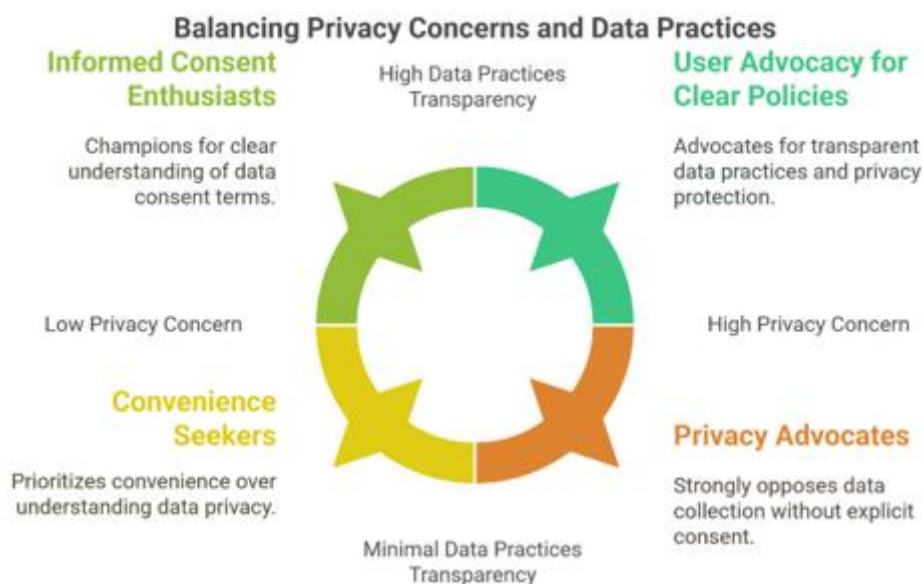 Balancing Privacy Concerns and Data Practices
Informed Consent
Enthusiasts
Champions for clear
understanding of data
consent terms.
High Data Practices
Transparency
User Advocacy for
Clear Policies
Advocates for transparent
data practices and privacy
protection.
Low Privacy Concern
High Privacy Concern
Convenience
Seekers
Prioritizes convenience over
understanding data privacy.
Minimal Data Practices
Transparency
Privacy Advocates
Strongly opposes data
collection without explicit
consent.